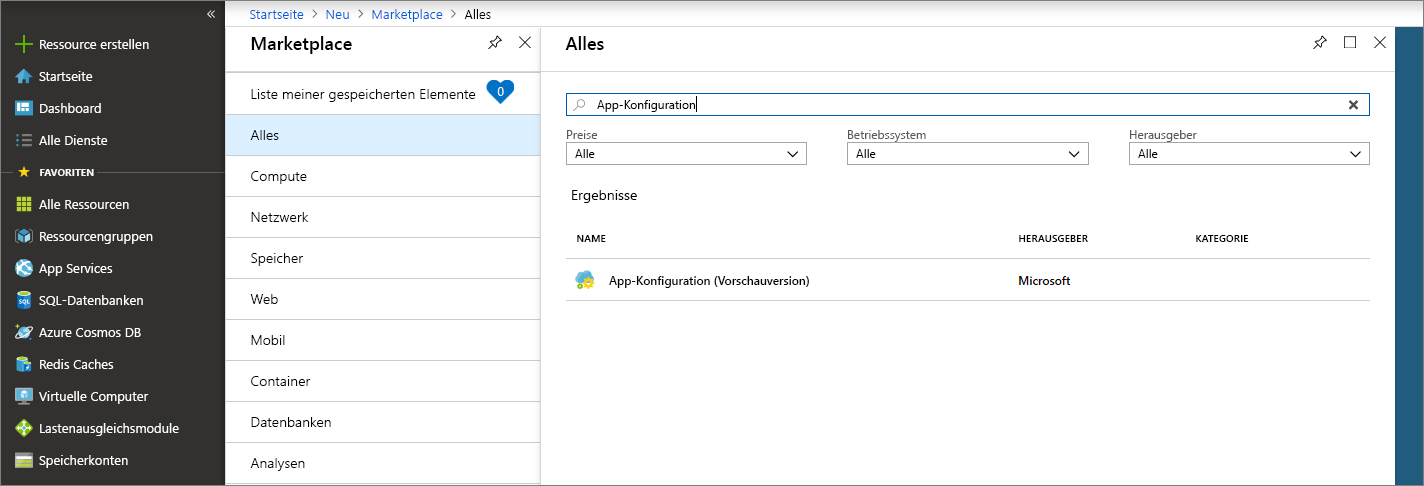 «
Ressource erstellen
Startseite
Dashboard
Alle Dienste
FAVORITEN
Alle Ressourcen
Ressourcengruppen
App Services
SQL-Datenbanken
Azure Cosmos DB
Redis Caches
Virtuelle Computer
Lastenausgleichsmodule
Speicherkonten
Startseite > Neu > Marketplace > Alles
Marketplace
Liste meiner gespeicherten Elemente 0
Alles
Compute
Netzwerk
Speicher
Web
Mobil
Container
Datenbanken
Analysen
Alles
App-Konfiguration
Preise Betriebssystem Herausgeber
Alle Alle Alle
Ergebnisse
NAME HERAUSGEBER KATEGORIE
App-Konfiguration (Vorschauversion) Microsoft